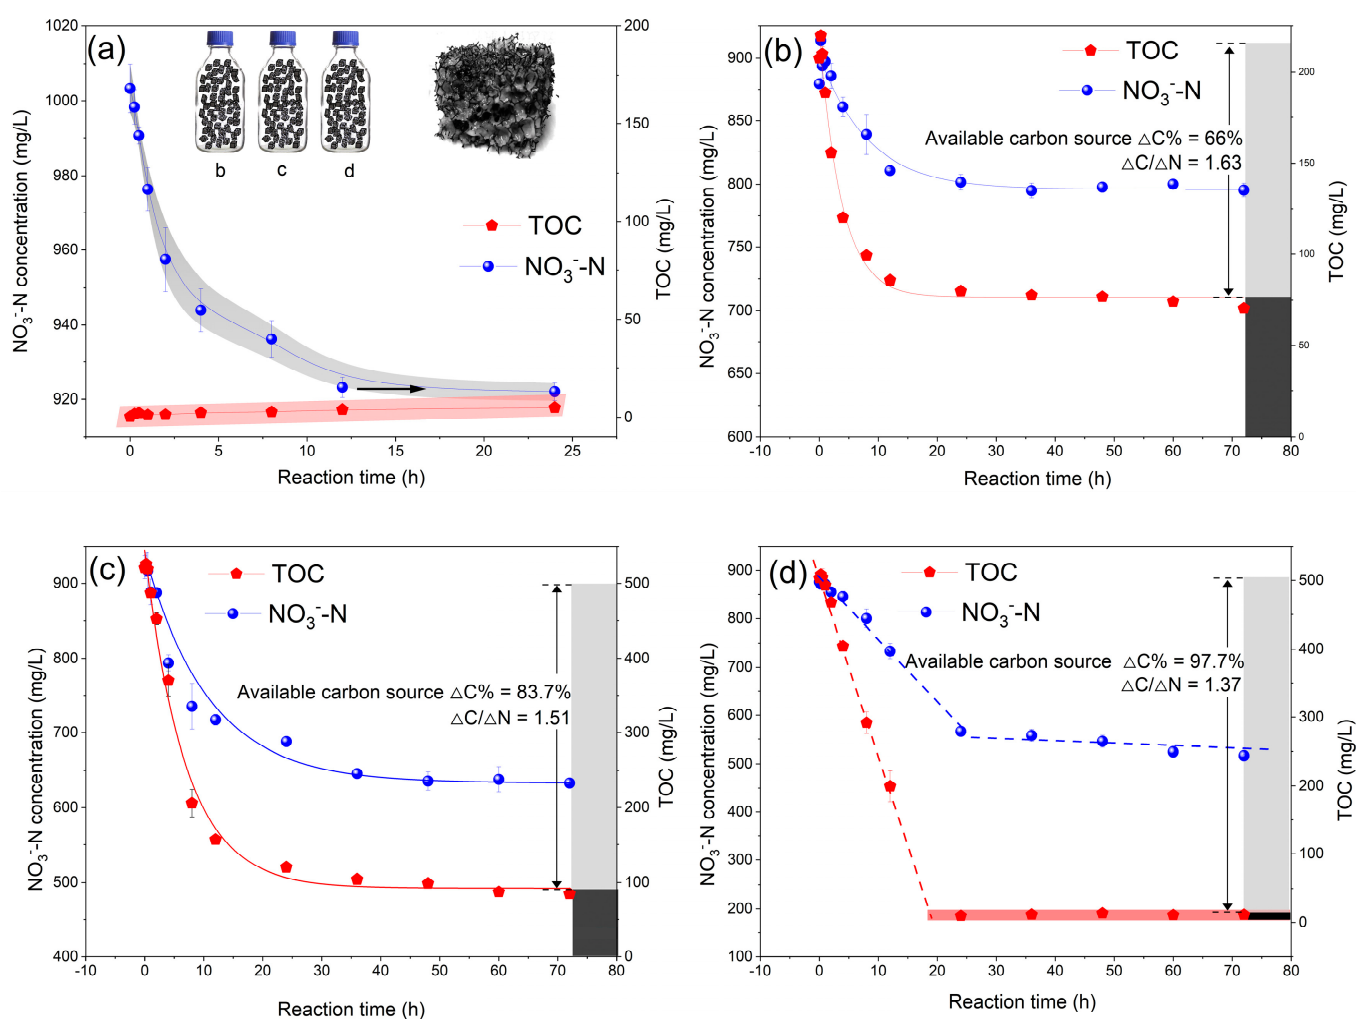 (a)
b
c
d
TOC
NO₃⁻-N
1020
1000
980
960
940
920
NO₃⁻-N concentration (mg/L)
200
150
100
50
0
TOC (mg/L)
0
5
10
15
20
25
Reaction time (h)
(b)
TOC
NO₃⁻-N
Available carbon source △C% = 66%
△C/△N = 1.63
900
850
800
750
700
650
600
NO₃⁻-N concentration (mg/L)
200
150
100
50
0
TOC (mg/L)
-10
0
10
20
30
40
50
60
70
80
Reaction time (h)
(c)
TOC
NO₃⁻-N
Available carbon source △C% = 83.7%
△C/△N = 1.51
900
800
700
600
500
400
NO₃⁻-N concentration (mg/L)
500
400
300
200
100
0
TOC (mg/L)
-10
0
10
20
30
40
50
60
70
80
Reaction time (h)
(d)
TOC
NO₃⁻-N
Available carbon source △C% = 97.7%
△C/△N = 1.37
900
800
700
600
500
400
300
200
100
NO₃⁻-N concentration (mg/L)
500
400
300
200
100
0
TOC (mg/L)
-10
0
10
20
30
40
50
60
70
80
Reaction time (h)